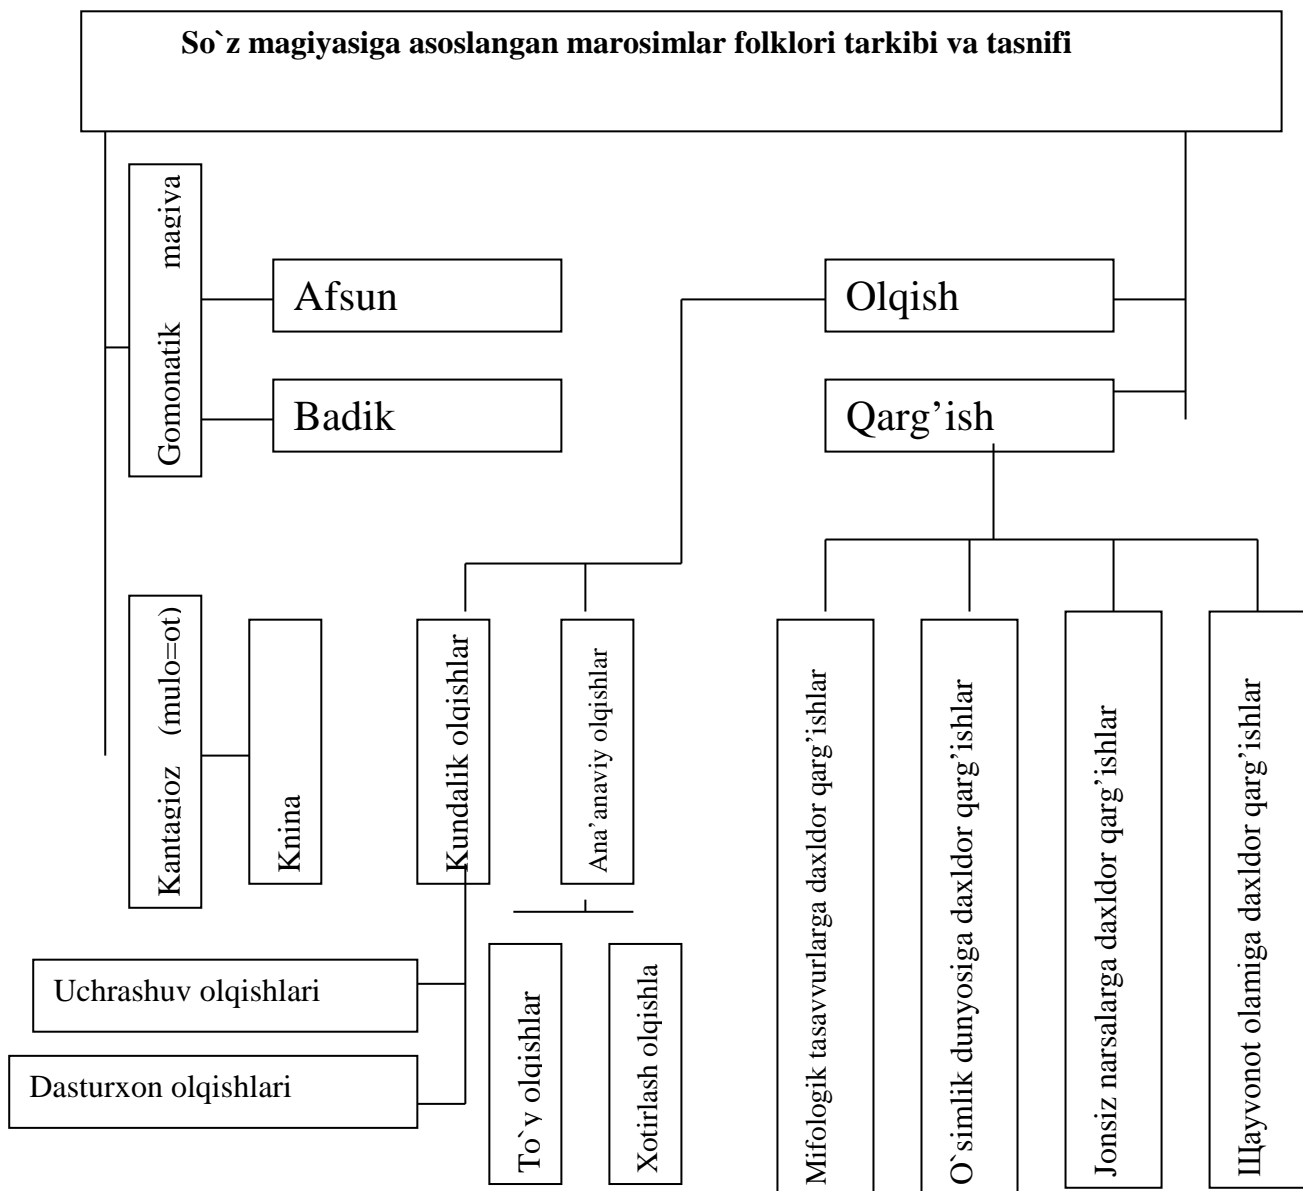 So`z magiyasiga asoslangan marosimlar folklori tarkibi va tasnifi
Gomonatik magiya
Afsun
Badik
Olqish
Qarg’ish
Kantagioz (mulo=ot)
Knina
Kundalik olqishlar
Ana’anaviy olqishlar
Mifologik tasavvurlarga daxldor qarg’ishlar
O`simlik dunyosiga daxldor qarg’ishlar
Jonsiz narsalarga daxldor qarg’ishlar
Щayvonot olamiga daxldor qarg’ishlar
Uchrashuv olqishlari
Dasturxon olqishlari
To`y olqishlar
Xotirlash olqishla